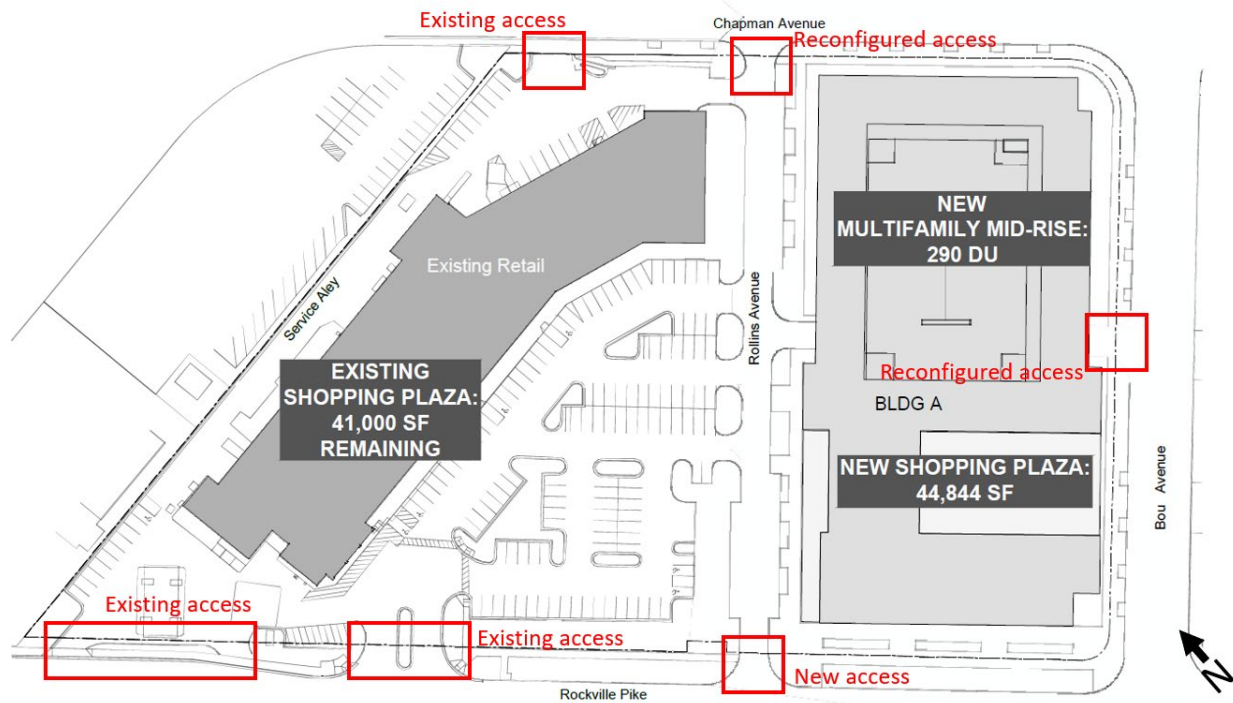 Existing access
Chapman Avenue
Reconfigured access
NEW
MULTIFAMILY MID-RISE:
290 DU
Existing Retail
Service Aley
Rollins Avenue
EXISTING
SHOPPING PLAZA:
41,000 SF
REMAINING
Reconfigured access
BLDG A
NEW SHOPPING PLAZA:
44,844 SF
Bou Avenue
Existing access
Existing access
New access
Rockville Pike
N